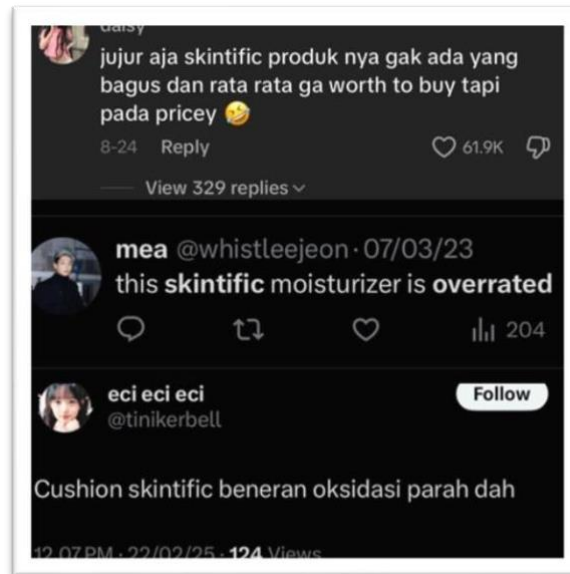 daisy
jujur aja skintific produk nya gak ada yang
bagus dan rata rata ga worth to buy tapi
pada pricey 🤣
8-24 Reply 61.9K
View 329 replies
mea @whistleejeon · 07/03/23
this skintific moisturizer is overrated
204
eci eci eci Follow
@tinikerbell
Cushion skintific beneran oksidasi parah dah
12.07 PM · 22/02/25 · 124 Views